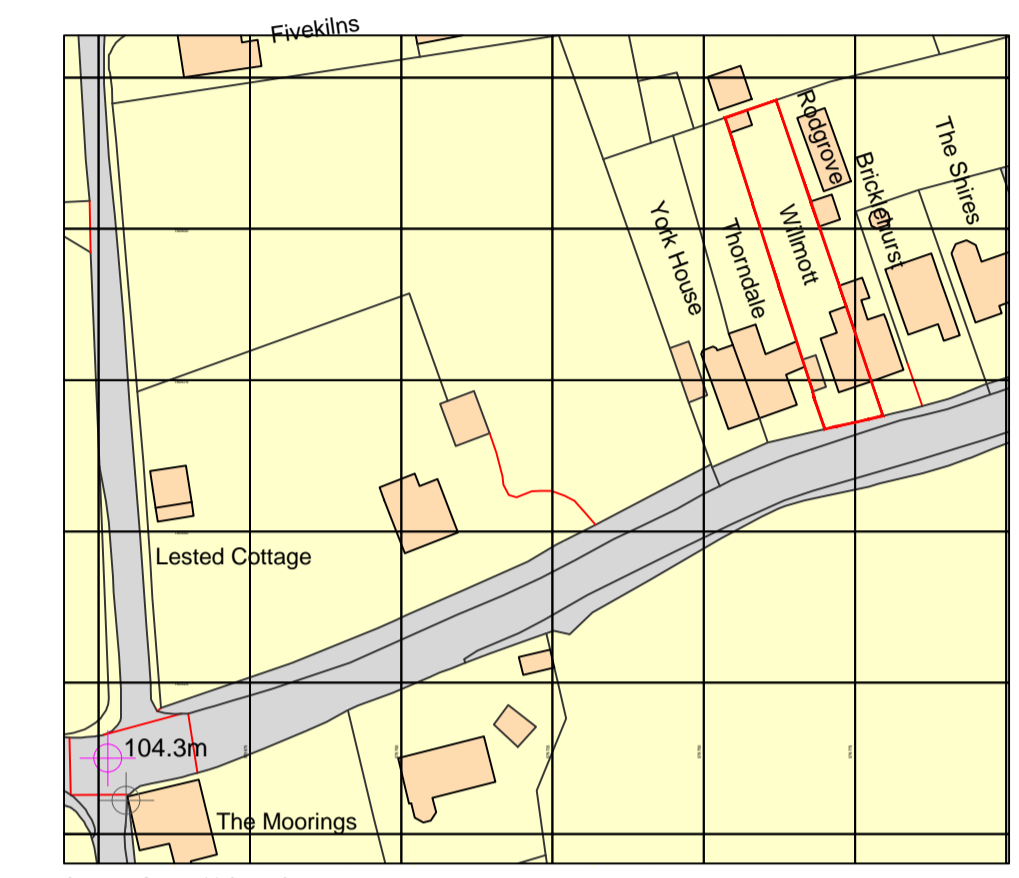 Fivekilns
Rodgrove
The Shires
Bricklehurst
York House
Thorndale
Willmott
Lested Cottage
104.3m
The Moorings